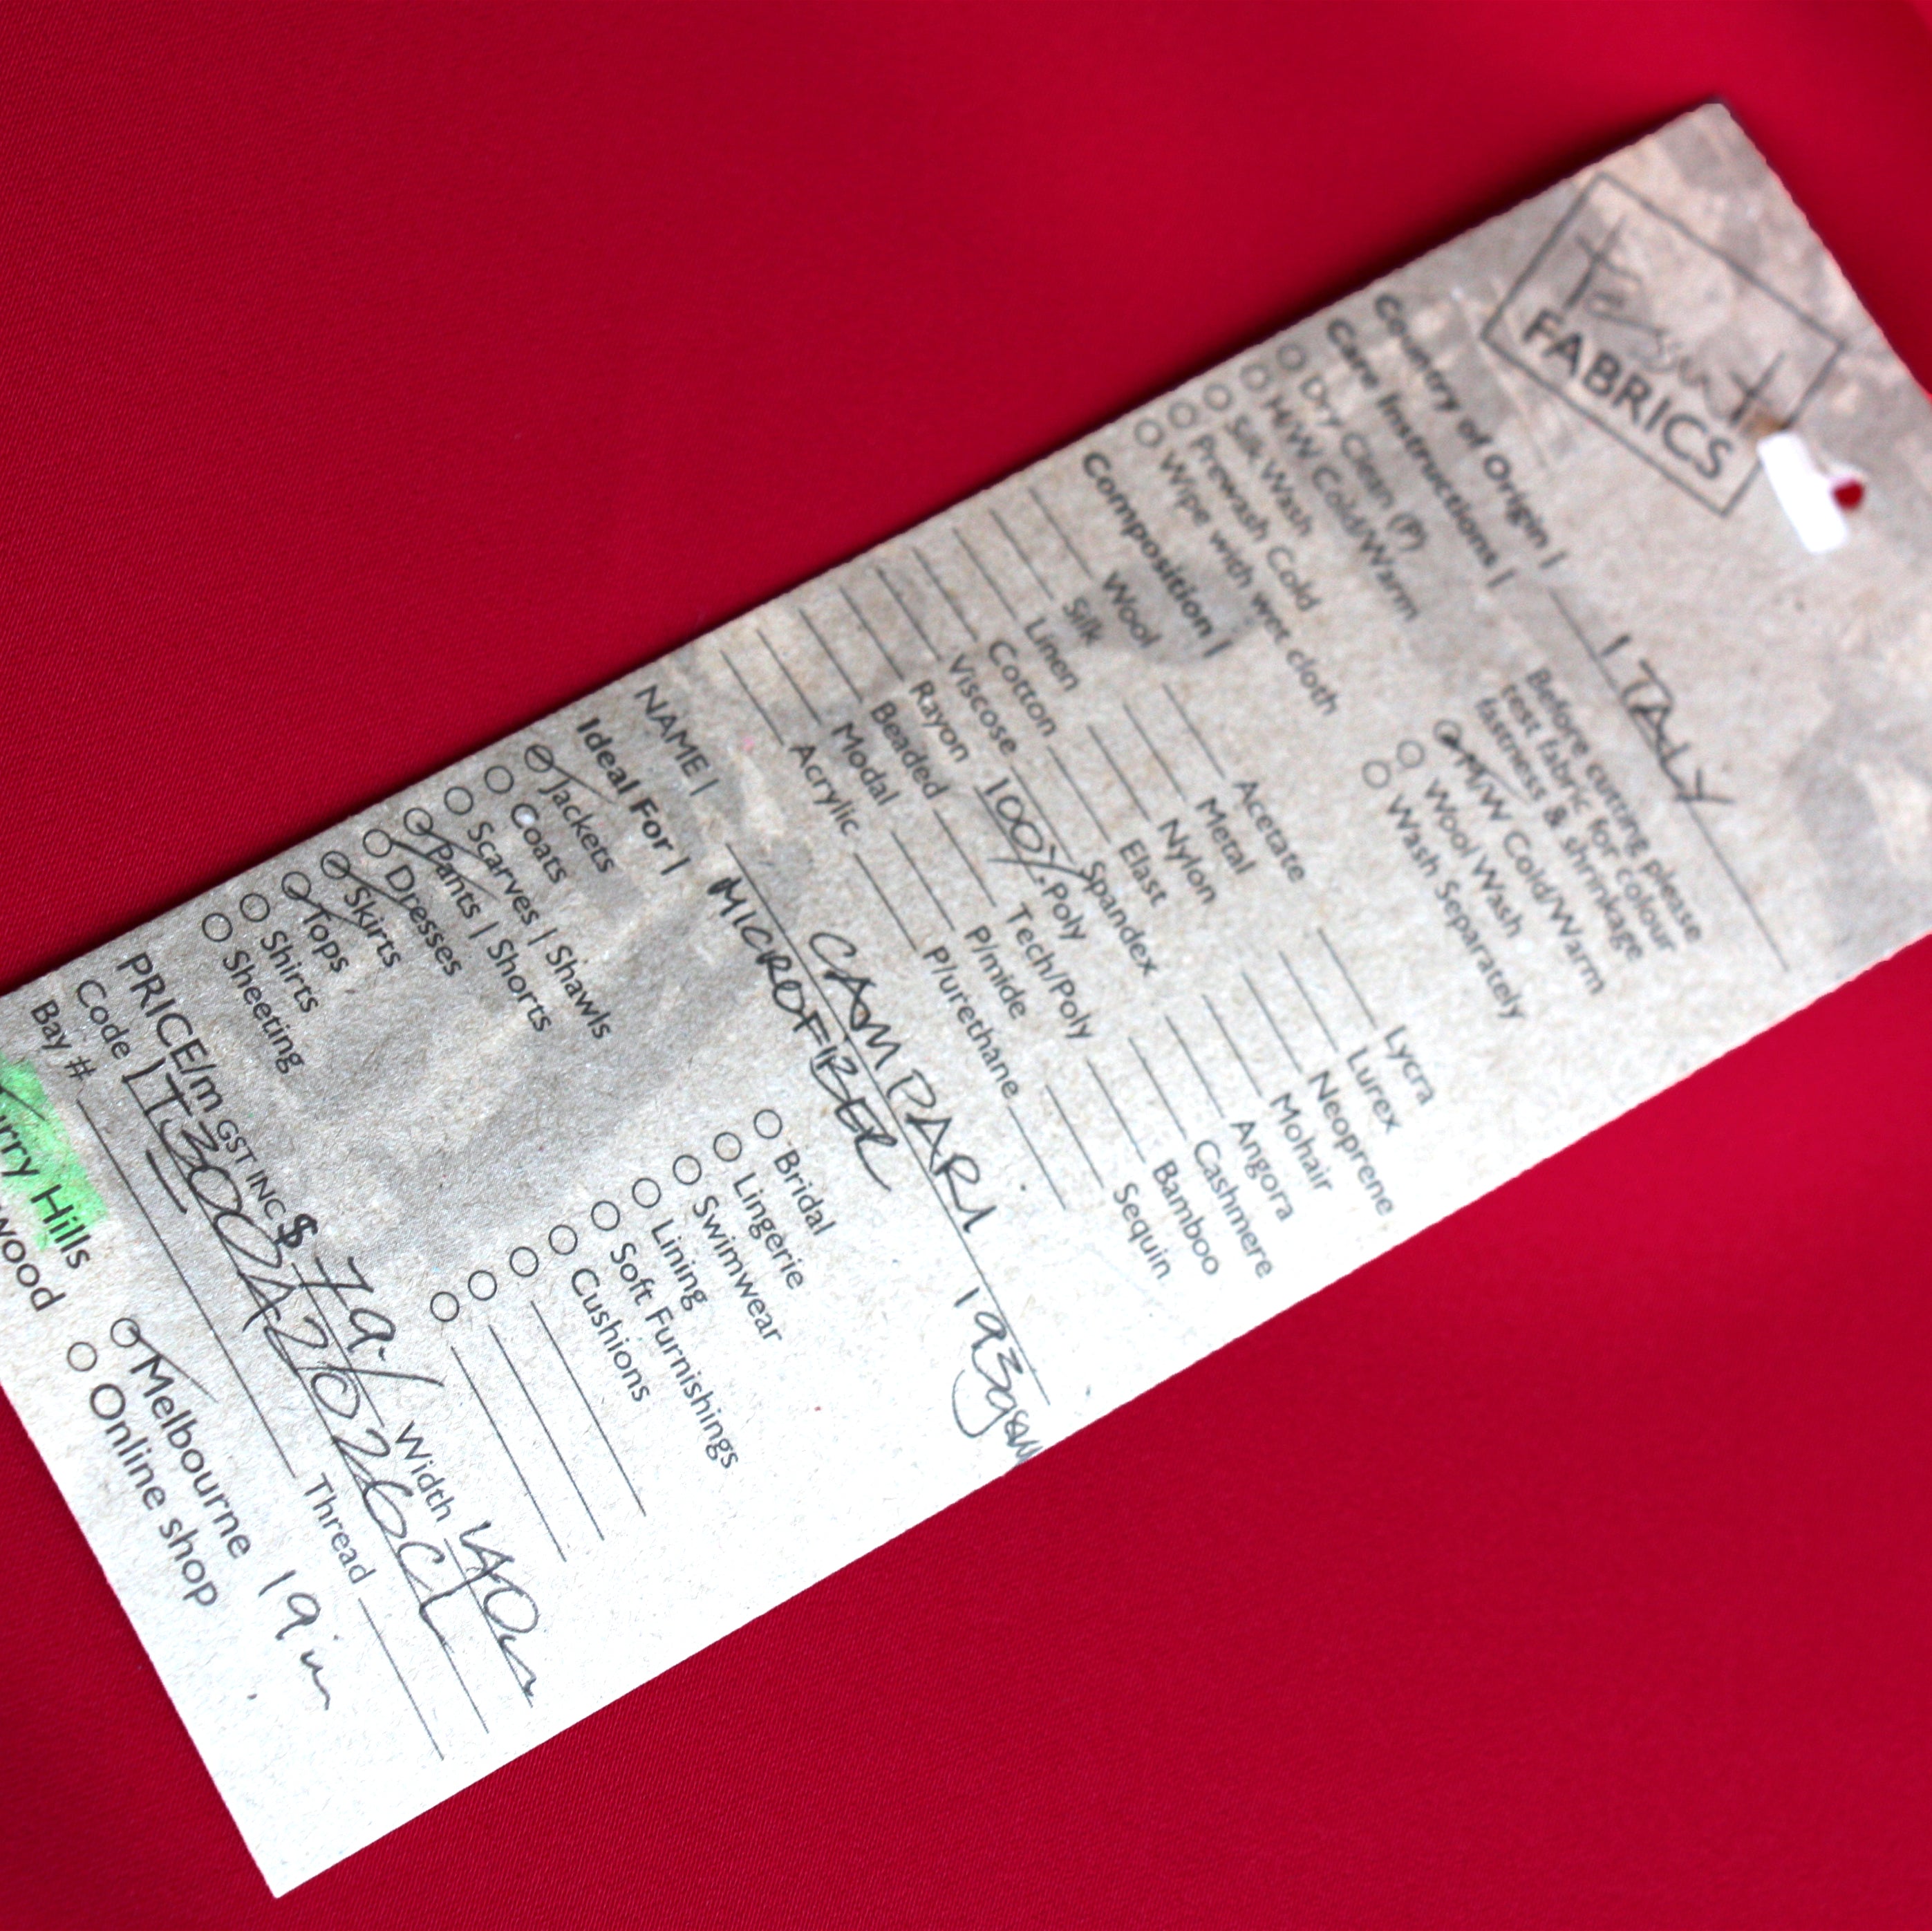 FABRICS
Country of Origin | ITALY
Care Instructions |
Before cutting please
test fabric for colour
fastness & shrinkage
Dry Clean (P)
H/W Cold/Warm
Silk Wash
Prewash Cold
Wipe with wet cloth
M/W Cold/Warm
Wool Wash
Wash Separately
Composition |
Wool
Silk
Linen
Cotton
Viscose
Rayon
Beaded
Modal
Acrylic
Acetate
Metal
Nylon
Elast
Spandex
100% Poly
Tech/Poly
P/mide
P/urethane
Lycra
Lurex
Neoprene
Mohair
Angora
Cashmere
Bamboo
Sequin
NAME | CAMPARI 193gsm
MICROFIBER
Ideal For |
Jackets
Coats
Scarves | Shawls
Pants | Shorts
Dresses
Skirts
Tops
Shirts
Sheeting
Bridal
Lingerie
Swimwear
Lining
Soft Furnishings
Cushions
PRICE/m GST INC $ 79.- Width 140
Code |
Bay # Thread
Hills
Melbourne
Online shop